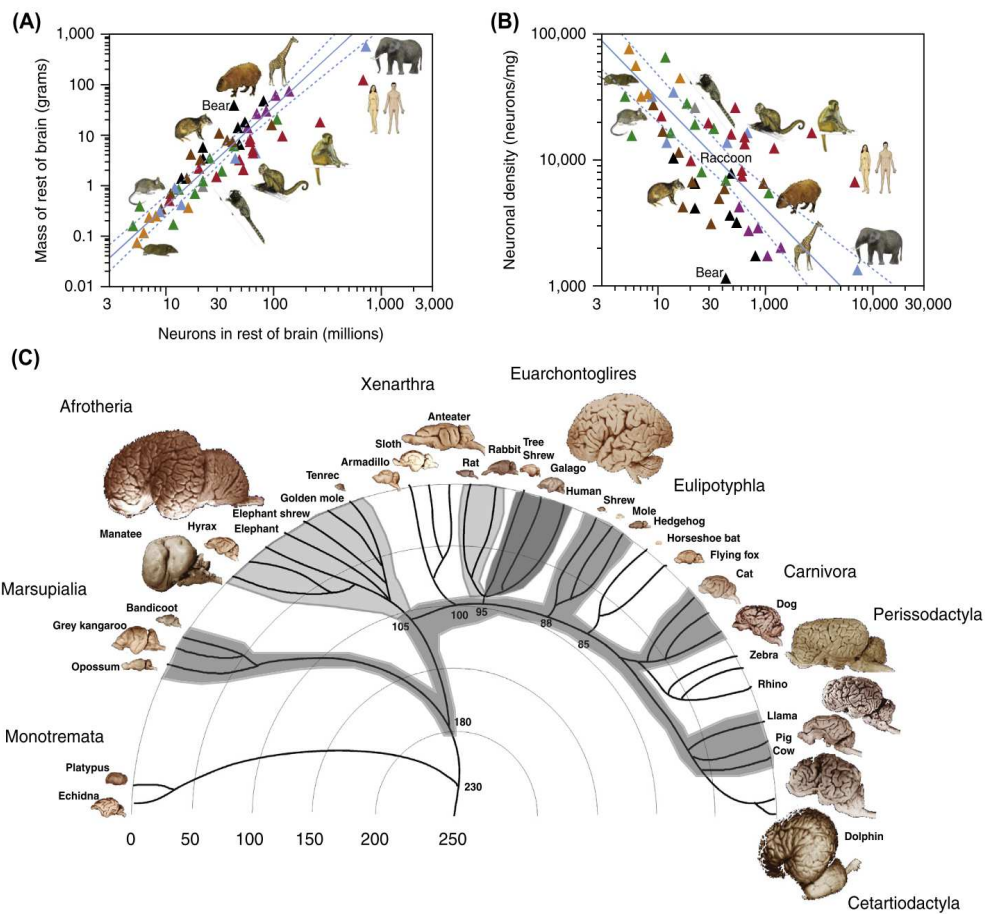 (A)
Mass of rest of brain (grams)
1,000
100
10
1
0.1
0.01
Bear
3 10 30 100 1,000 3,000
Neurons in rest of brain (millions)
(B)
Neuronal density (neurons/mg)
100,000
10,000
1,000
Raccoon
Bear
3 10 30 1,000 10,000 30,000
(C)
Afrotheria
Xenarthra
Euarchontoglires
Anteater
Sloth
Armadillo
Tenrec
Golden mole
Elephant shrew
Elephant
Hyrax
Manatee
Rat
Rabbit
Tree
Shrew
Galago
Human
Eulipotyphla
Shrew
Mole
Hedgehog
Horseshoe bat
Flying fox
Cat
Carnivora
Dog
Perissodactyla
Zebra
Rhino
Llama
Pig
Cow
Dolphin
Cetartiodactyla
Marsupialia
Bandicoot
Grey kangaroo
Opossum
Monotremata
Platypus
Echidna
105
100
95
88
85
180
230
0 50 100 150 200 250